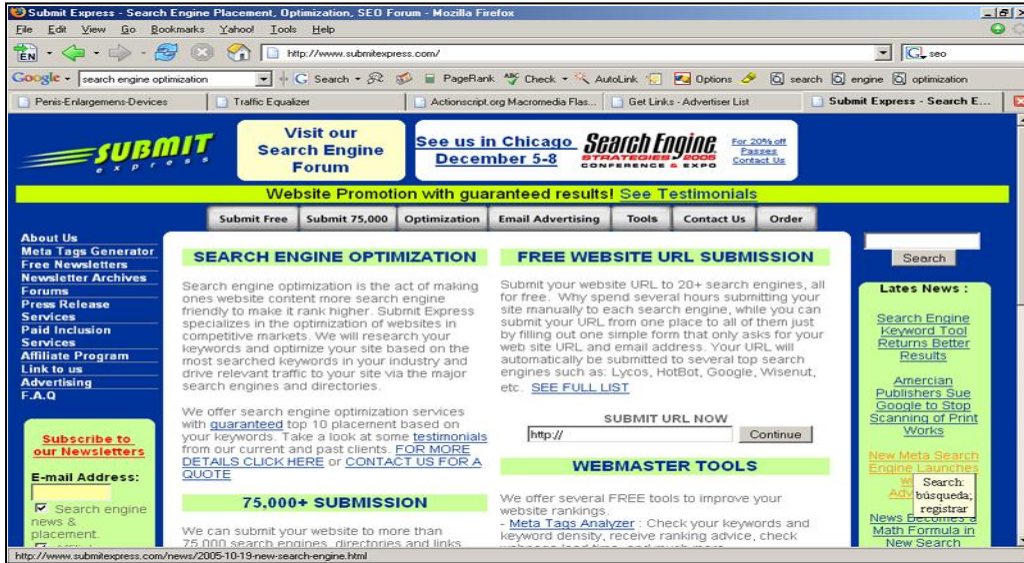 Submit Express - Search Engine Placement, Optimization, SEO Forum - Mozilla Firefox
File Edit View Go Bookmarks Yahoo! Tools Help
EN
http://www.submitexpress.com/
G seo
Google search engine optimization Search PageRank Check AutoLink Options search engine optimization
Penis-Enlargemens-Devices Traffic Equalizer Actionscript.org Macromedia Flas... Get Links - Advertiser List Submit Express - Search E...
SUBMIT
express
Visit our
Search Engine
Forum
See us in Chicago
December 5-8
Search Engine
STRATEGIES 2005
CONFERENCE & EXPO
For 20% off
Passes
Contact Us
Website Promotion with guaranteed results! See Testimonials
Submit Free Submit 75,000 Optimization Email Advertising Tools Contact Us Order
About Us
Meta Tags Generator
Free Newsletters
Newsletter Archives
Forums
Press Release
Services
Paid Inclusion
Services
Affiliate Program
Link to us
Advertising
F.A.Q
Subscribe to
our Newsletters
E-mail Address:
Search engine
news &
placement.
SEARCH ENGINE OPTIMIZATION
Search engine optimization is the act of making
ones website content more search engine
friendly to make it rank higher. Submit Express
specializes in the optimization of websites in
competitive markets. We will research your
keywords and optimize your site based on the
most searched keywords in your industry and
drive relevant traffic to your site via the major
search engines and directories.
We offer search engine optimization services
with guaranteed top 10 placement based on
your keywords. Take a look at some testimonials
from our current and past clients. FOR MORE
DETAILS CLICK HERE or CONTACT US FOR A
QUOTE
75,000+ SUBMISSION
We can submit your website to more than
75,000 search engines, directories and links
FREE WEBSITE URL SUBMISSION
Submit your website URL to 20+ search engines, all
for free. Why spend several hours submitting your
site manually to each search engine, while you can
submit your URL from one place to all of them just
by filling out one simple form that only asks for your
web site URL and email address. Your URL will
automatically be submitted to several top search
engines such as: Lycos, HotBot, Google, Wisenut,
etc. SEE FULL LIST
SUBMIT URL NOW
http:// Continue
WEBMASTER TOOLS
We offer several FREE tools to improve your
website rankings.
- Meta Tags Analyzer : Check your keywords and
keyword density, receive ranking advice, check
Search
Lates News :
Search Engine
Keyword Tool
Returns Better
Results
Amercian
Publishers Sue
Google to Stop
Scanning of Print
Works
New Meta Search
Engine Launches
Search:
búsqueda;
registrar
News Becomes a
Math Formula in
New Search
http://www.submitexpress.com/news/2005-10-19-new-search-engine.html